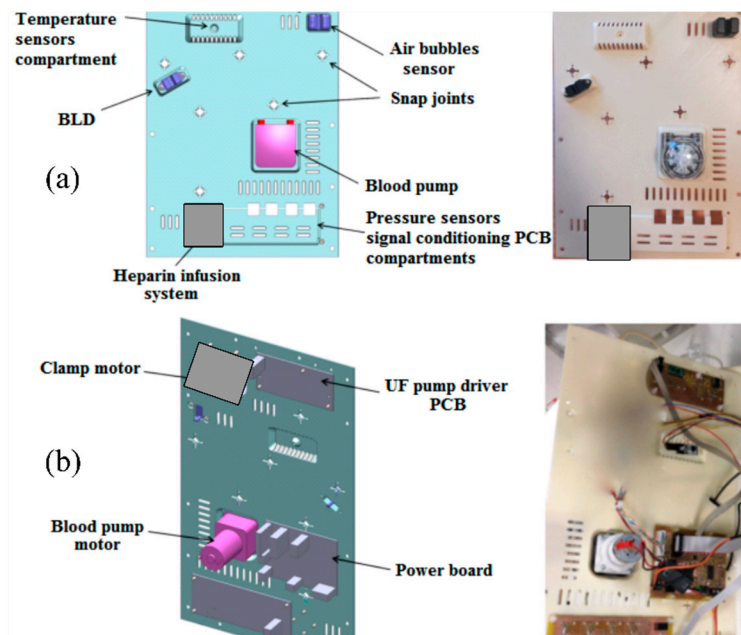 Temperature
sensors
compartment
Air bubbles
sensor
Snap joints
BLD
(a)
Blood pump
Pressure sensors
signal conditioning PCB
compartments
Heparin infusion
system
Clamp motor
UF pump driver
PCB
(b)
Blood pump
motor
Power board